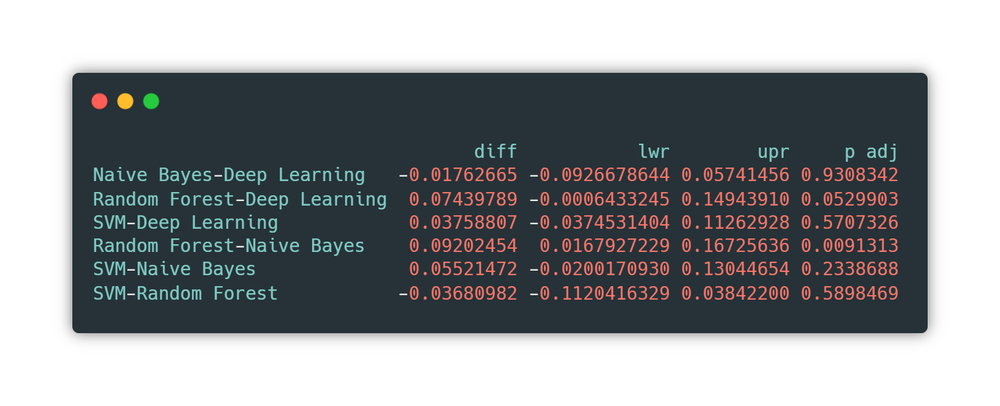 diff lwr upr p adj
Naive Bayes-Deep Learning -0.01762665 -0.0926678644 0.05741456 0.9308342
Random Forest-Deep Learning 0.07439789 -0.0006433245 0.14943910 0.0529903
SVM-Deep Learning 0.03758807 -0.0374531404 0.11262928 0.5707326
Random Forest-Naive Bayes 0.09202454 0.0167927229 0.16725636 0.0091313
SVM-Naive Bayes 0.05521472 -0.0200170930 0.13044654 0.2338688
SVM-Random Forest -0.03680982 -0.1120416329 0.03842200 0.5898469